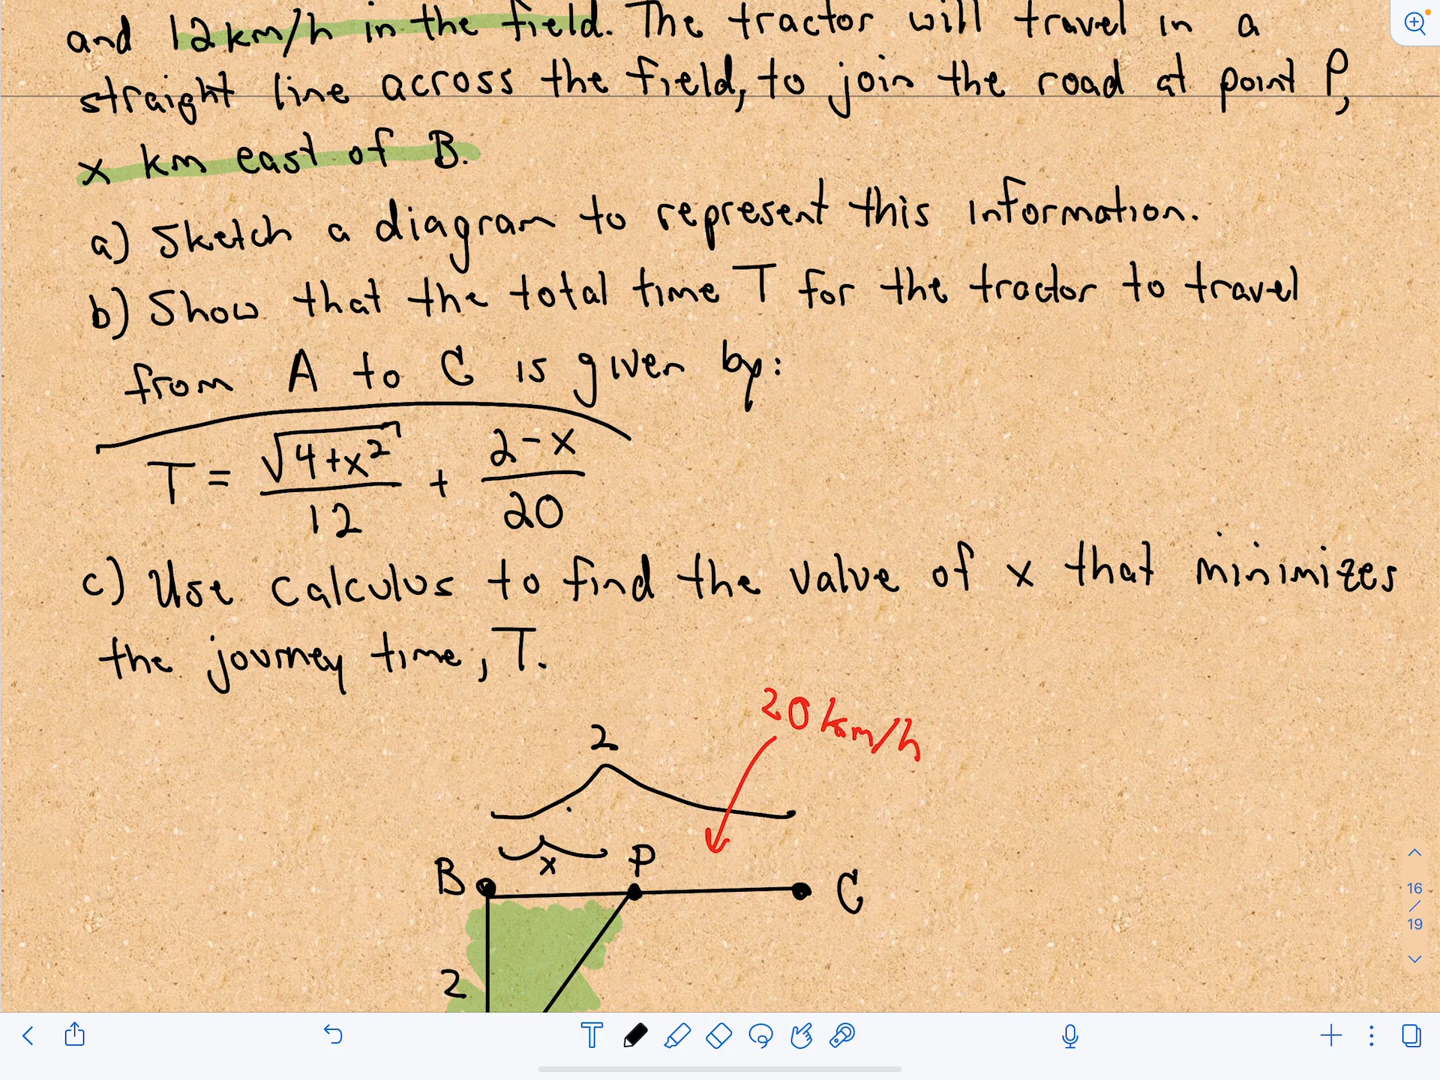 and 12km/h in the field. The tractor will travel in a
straight line across the field, to join the road at point P,
x km east of B.
a) Sketch a diagram to represent this information.
b) Show that the total time T for the tractor to travel
from A to C is given by:
T = √(4+x²)/12 + (2-x)/20
c) Use calculus to find the value of x that minimizes
the journey time, T.
20km/h
2
x
B P C
2
16
/
19
T